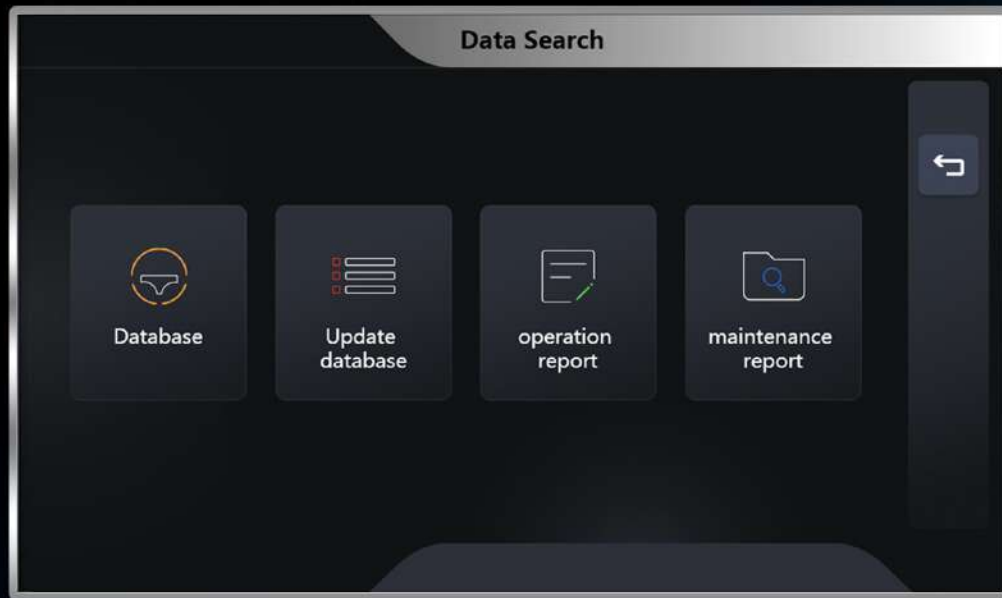 Data Search
Database
Update
database
operation
report
maintenance
report